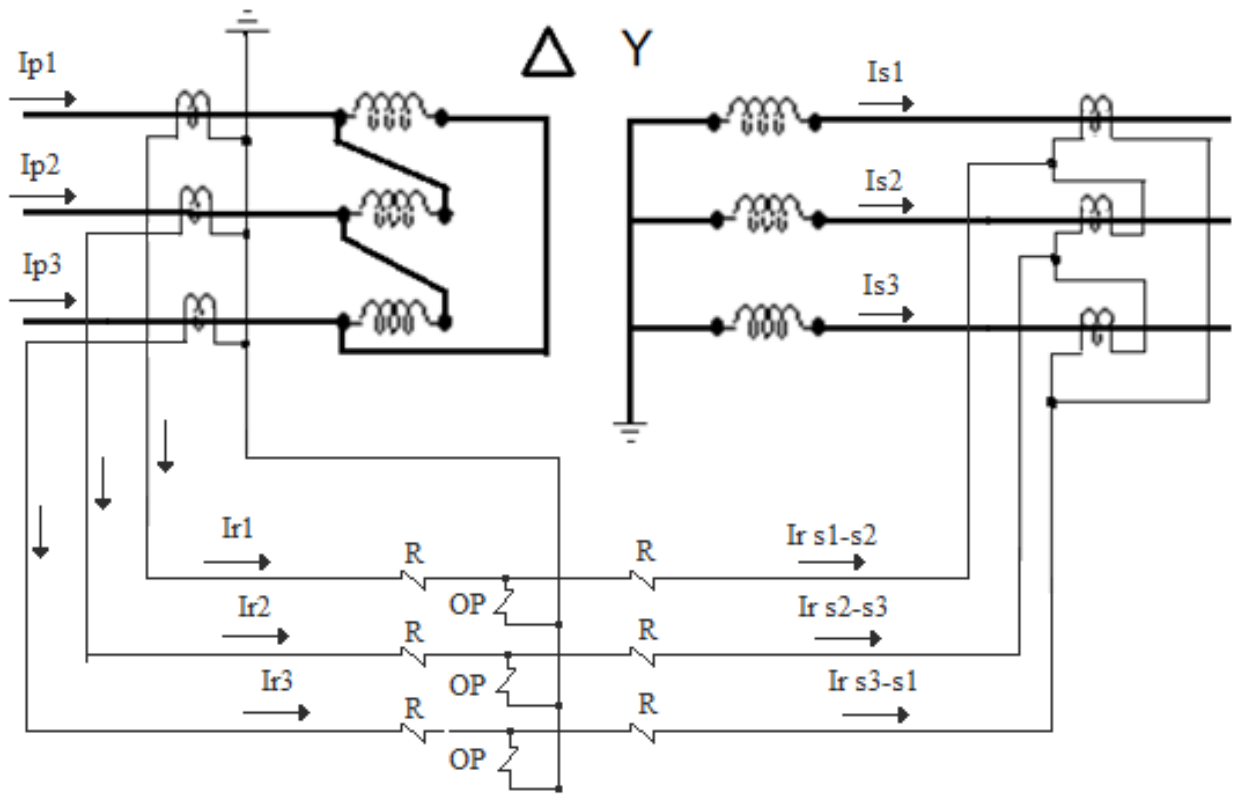 Δ Y
Ip1
Is1
Ip2
Is2
Ip3
Is3
Ir1
R
R
Ir s1-s2
OP
Ir2
R
R
Ir s2-s3
OP
Ir3
R
R
Ir s3-s1
OP